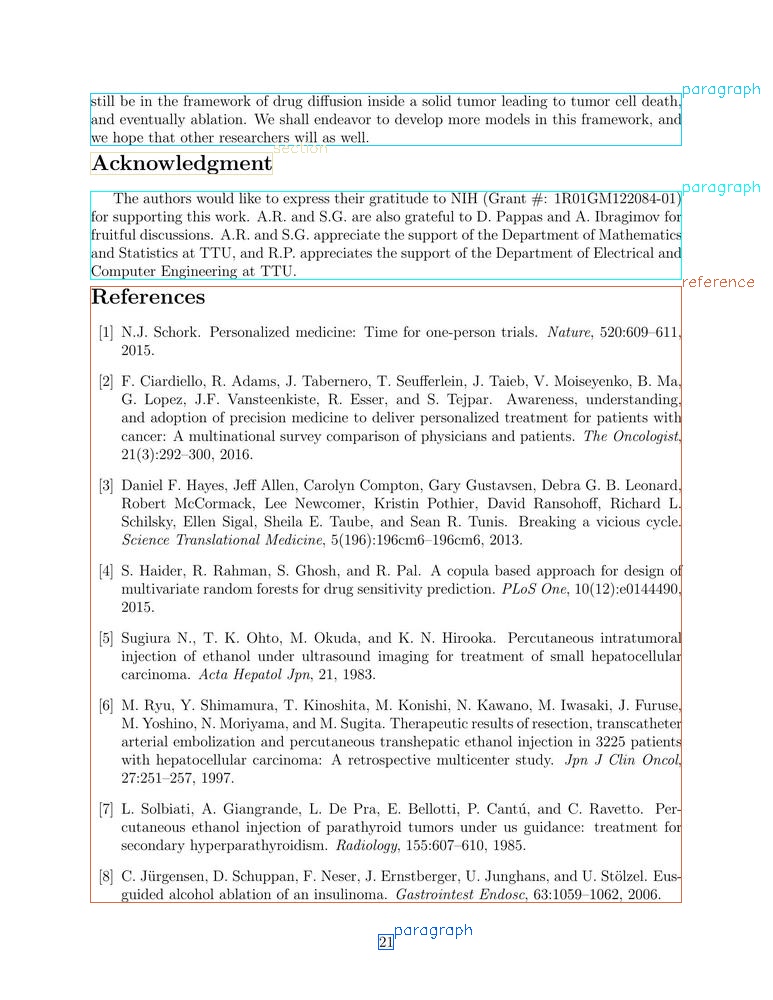 paragraph
still be in the framework of drug diffusion inside a solid tumor leading to tumor cell death,
and eventually ablation. We shall endeavor to develop more models in this framework, and
we hope that other researchers will as well.
section
Acknowledgment
paragraph
The authors would like to express their gratitude to NIH (Grant #: 1R01GM122084-01)
for supporting this work. A.R. and S.G. are also grateful to D. Pappas and A. Ibragimov for
fruitful discussions. A.R. and S.G. appreciate the support of the Department of Mathematics
and Statistics at TTU, and R.P. appreciates the support of the Department of Electrical and
Computer Engineering at TTU.
reference
References
[1] N.J. Schork. Personalized medicine: Time for one-person trials. Nature, 520:609–611,
2015.
[2] F. Ciardiello, R. Adams, J. Tabernero, T. Seufferlein, J. Taieb, V. Moiseyenko, B. Ma,
G. Lopez, J.F. Vansteenkiste, R. Esser, and S. Tejpar. Awareness, understanding,
and adoption of precision medicine to deliver personalized treatment for patients with
cancer: A multinational survey comparison of physicians and patients. The Oncologist,
21(3):292–300, 2016.
[3] Daniel F. Hayes, Jeff Allen, Carolyn Compton, Gary Gustavsen, Debra G. B. Leonard,
Robert McCormack, Lee Newcomer, Kristin Pothier, David Ransohoff, Richard L.
Schilsky, Ellen Sigal, Sheila E. Taube, and Sean R. Tunis. Breaking a vicious cycle.
Science Translational Medicine, 5(196):196cm6–196cm6, 2013.
[4] S. Haider, R. Rahman, S. Ghosh, and R. Pal. A copula based approach for design of
multivariate random forests for drug sensitivity prediction. PLoS One, 10(12):e0144490,
2015.
[5] Sugiura N., T. K. Ohto, M. Okuda, and K. N. Hirooka. Percutaneous intratumoral
injection of ethanol under ultrasound imaging for treatment of small hepatocellular
carcinoma. Acta Hepatol Jpn, 21, 1983.
[6] M. Ryu, Y. Shimamura, T. Kinoshita, M. Konishi, N. Kawano, M. Iwasaki, J. Furuse,
M. Yoshino, N. Moriyama, and M. Sugita. Therapeutic results of resection, transcatheter
arterial embolization and percutaneous transhepatic ethanol injection in 3225 patients
with hepatocellular carcinoma: A retrospective multicenter study. Jpn J Clin Oncol,
27:251–257, 1997.
[7] L. Solbiati, A. Giangrande, L. De Pra, E. Bellotti, P. Cantú, and C. Ravetto. Per-
cutaneous ethanol injection of parathyroid tumors under us guidance: treatment for
secondary hyperparathyroidism. Radiology, 155:607–610, 1985.
[8] C. Jürgensen, D. Schuppan, F. Neser, J. Ernstberger, U. Junghans, and U. Stölzel. Eus-
guided alcohol ablation of an insulinoma. Gastrointest Endosc, 63:1059–1062, 2006.
paragraph
21